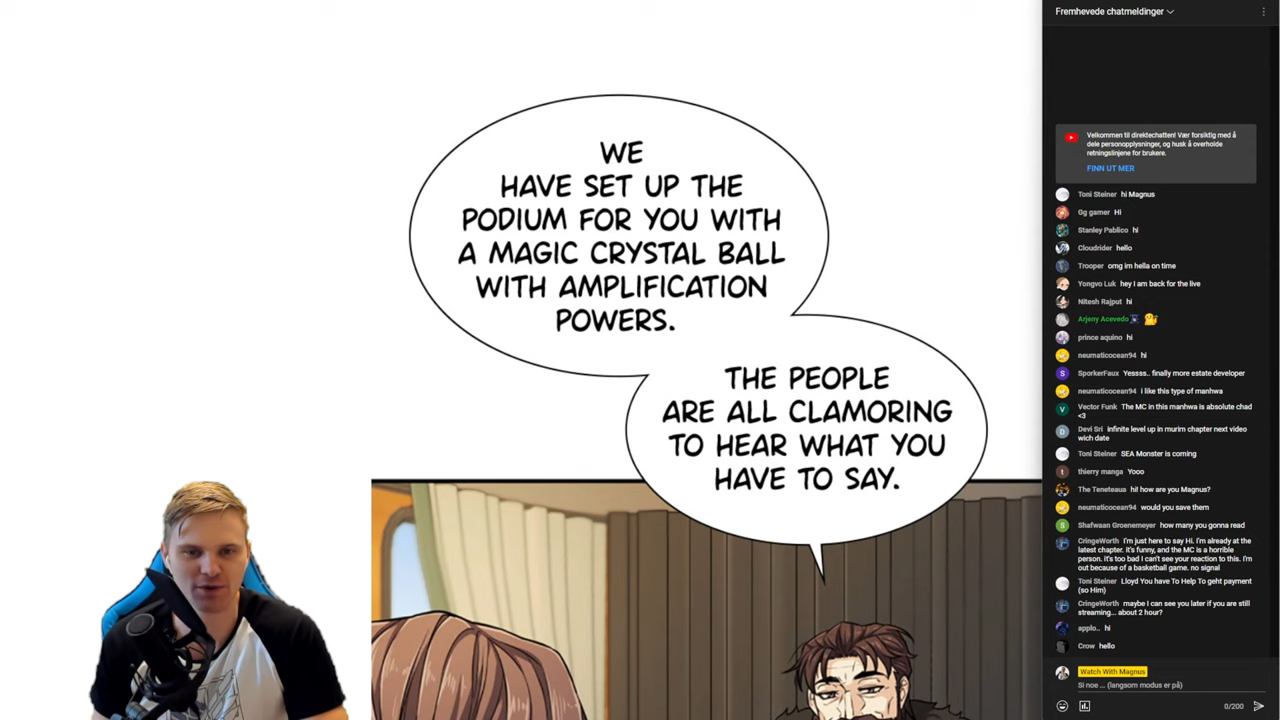 WE
HAVE SET UP THE
PODIUM FOR YOU WITH
A MAGIC CRYSTAL BALL
WITH AMPLIFICATION
POWERS.
THE PEOPLE
ARE ALL CLAMORING
TO HEAR WHAT YOU
HAVE TO SAY.
Fremhevede chatmeldinger
Velkommen til direktechatten! Vær forsiktig med å
dele personopplysninger, og husk å overholde
retningslinjene for brukere.
FINN UT MER
Toni Steiner hi Magnus
Gg gamer Hi
Stanley Pablico hi
Cloudrider hello
Trooper omg im hella on time
Yongvo Luk hey I am back for the live
Nitesh Rajput hi
Arjeny Acevedo
prince aquino hi
neumaticocean94 hi
SporkerFaux Yessss.. finally more estate developer
neumaticocean94 i like this type of manhwa
Vector Funk The MC in this manhwa is absolute chad
<3
Devi Sri infinite level up in murim chapter next video
wich date
Toni Steiner SEA Monster is coming
thierry manga Yooo
The Teneteaus hi! how are you Magnus?
neumaticocean94 would you save them
Shafwaan Groenemeyer how many you gonna read
CringeWorth I'm just here to say Hi. I'm already at the
latest chapter. it's funny, and the MC is a horrible
person. it's too bad I can't see your reaction to this. I'm
out because of a basketball game. no signal
Toni Steiner Lloyd You have To Help To geht payment
(so Him)
CringeWorth maybe I can see you later if you are still
streaming... about 2 hour?
applo.. hi
Crow hello
Watch With Magnus
Si noe ... (langsom modus er på)
0/200